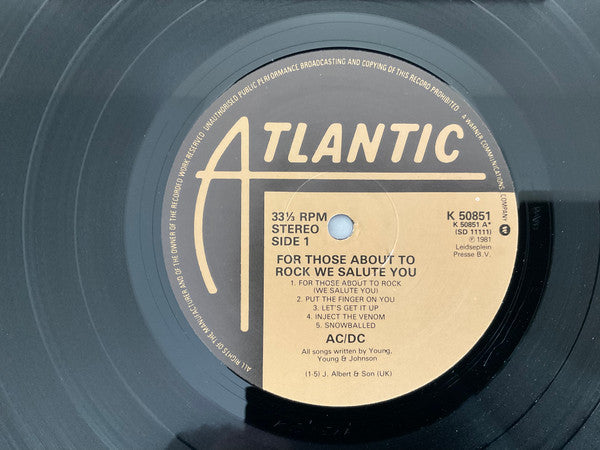 ALL RIGHTS OF THE MANUFACTURER AND OF THE OWNER OF THE RECORDED WORK RESERVED · UNAUTHORISED PUBLIC PERFORMANCE BROADCASTING AND COPYING OF THIS RECORD PROHIBITED · A WARNER COMMUNICATIONS COMPANY
ATLANTIC
33⅓ RPM
STEREO
SIDE 1
K 50851
K 50851 A*
(SD 11111)
℗ 1981
Leidseplein
Presse B.V.
FOR THOSE ABOUT TO
ROCK WE SALUTE YOU
1. FOR THOSE ABOUT TO ROCK
(WE SALUTE YOU)
2. PUT THE FINGER ON YOU
3. LET'S GET IT UP
4. INJECT THE VENOM
5. SNOWBALLED
AC/DC
All songs written by Young,
Young & Johnson
(1-5) J. Albert & Son (UK)